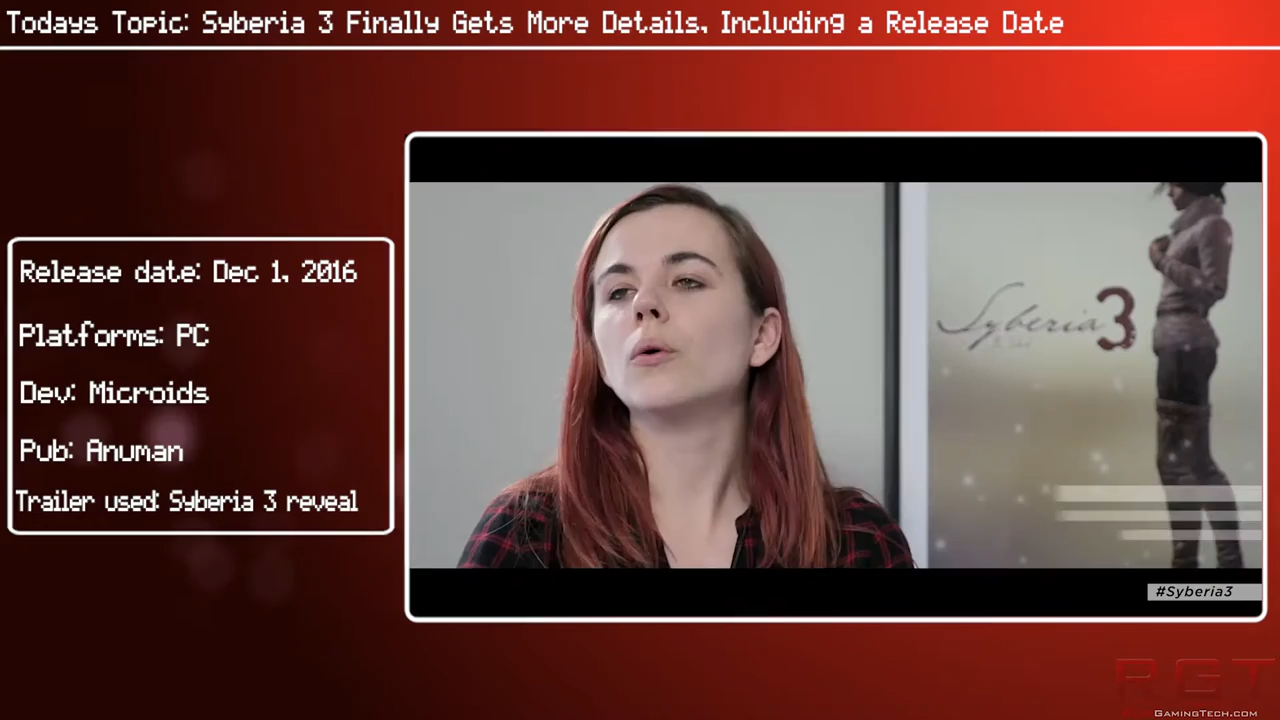 Todays Topic: Syberia 3 Finally Gets More Details, Including a Release Date
Release date: Dec 1, 2016
Platforms: PC
Dev: Microids
Pub: Anuman
Trailer used: Syberia 3 reveal
Syberia 3
#Syberia3
RGT
GamingTech.com